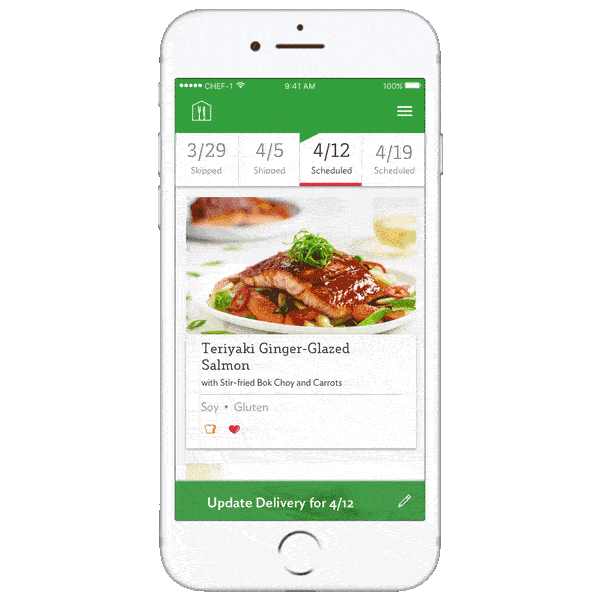 CHEF-1
9:41 AM
100%
3/29
4/5
4/12
4/19
Skipped
Shipped
Scheduled
Scheduled
Teriyaki Ginger-Glazed
Salmon
with Stir-fried Bok Choy and Carrots
Soy • Gluten
Update Delivery for 4/12